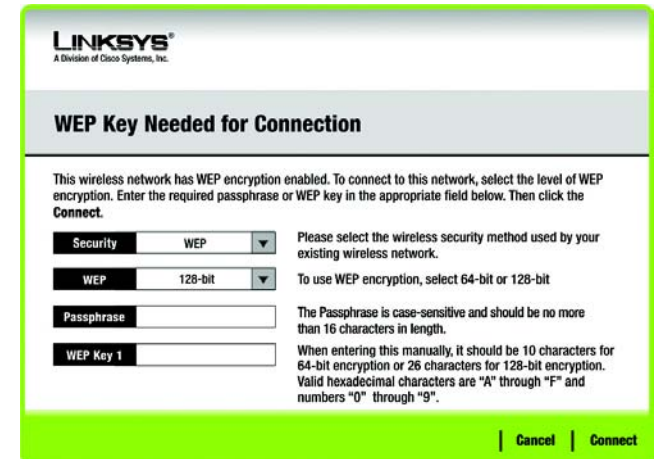 LINKSYS®
A Division of Cisco Systems, Inc.
WEP Key Needed for Connection
This wireless network has WEP encryption enabled. To connect to this network, select the level of WEP
encryption. Enter the required passphrase or WEP key in the appropriate field below. Then click the
Connect.
Security WEP
Please select the wireless security method used by your
existing wireless network.
WEP 128-bit
To use WEP encryption, select 64-bit or 128-bit
Passphrase
The Passphrase is case-sensitive and should be no more
than 16 characters in length.
WEP Key 1
When entering this manually, it should be 10 characters for
64-bit encryption or 26 characters for 128-bit encryption.
Valid hexadecimal characters are “A” through “F” and
numbers “0” through “9”.
Cancel Connect